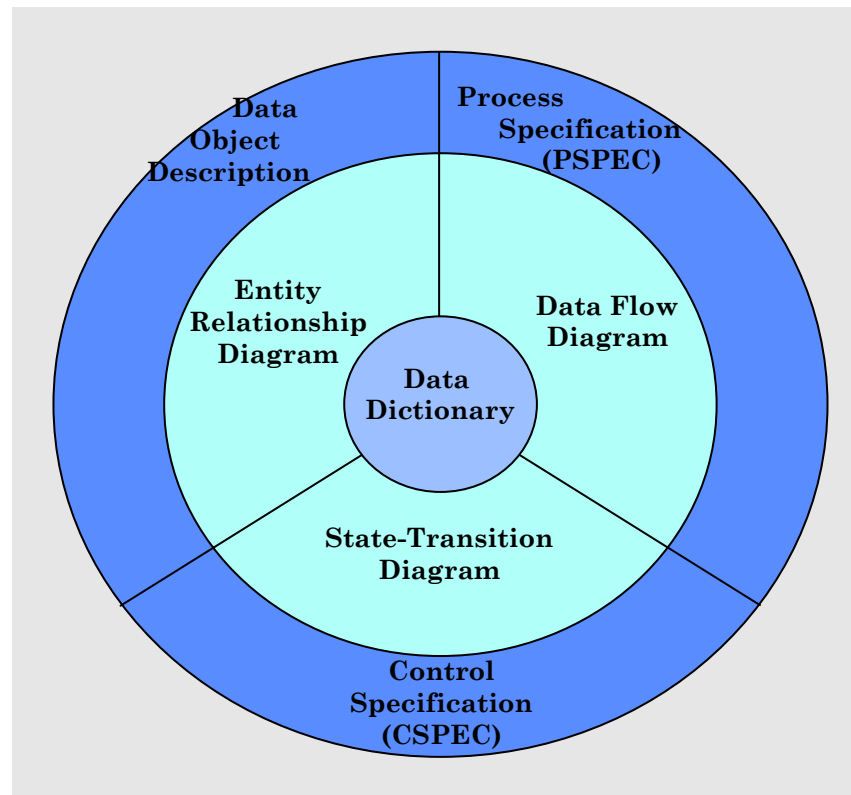 Data
Object
Description
Process
Specification
(PSPEC)
Entity
Relationship
Diagram
Data Flow
Diagram
Data
Dictionary
State-Transition
Diagram
Control
Specification
(CSPEC)